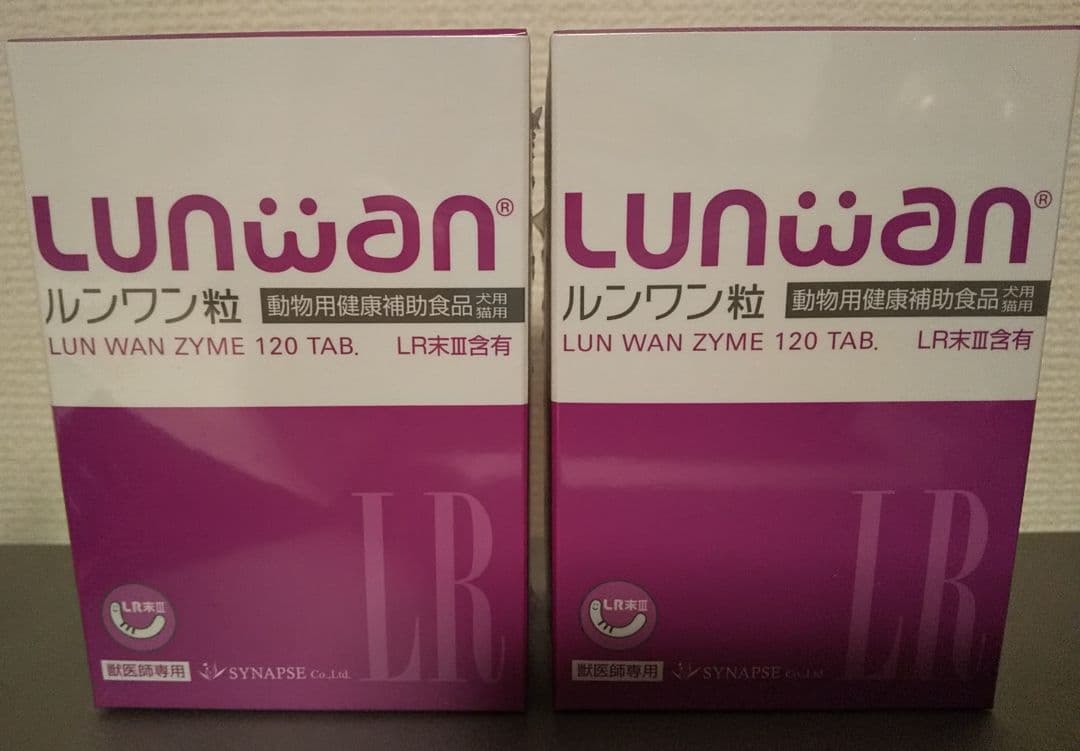 LUNWAN®
ルンワン粒 動物用健康補助食品 犬用 猫用
LUN WAN ZYME 120 TAB. LR末Ⅲ含有
LR
LR末Ⅲ
獣医師専用 SYNAPSE Co.,Ltd.
LUNWAN®
ルンワン粒 動物用健康補助食品 犬用 猫用
LUN WAN ZYME 120 TAB. LR末Ⅲ含有
LR
LR末Ⅲ
獣医師専用 SYNAPSE Co.,Ltd.